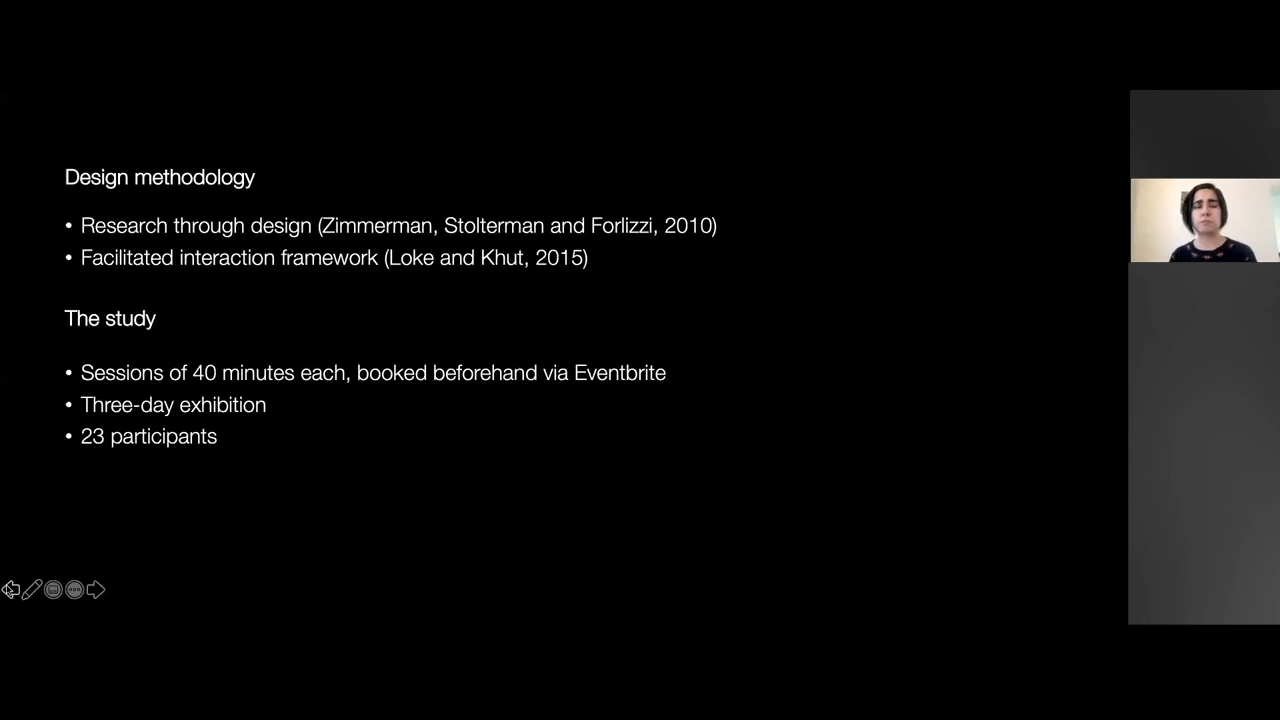 Design methodology
• Research through design (Zimmerman, Stolterman and Forlizzi, 2010)
• Facilitated interaction framework (Loke and Khut, 2015)
The study
• Sessions of 40 minutes each, booked beforehand via Eventbrite
• Three-day exhibition
• 23 participants